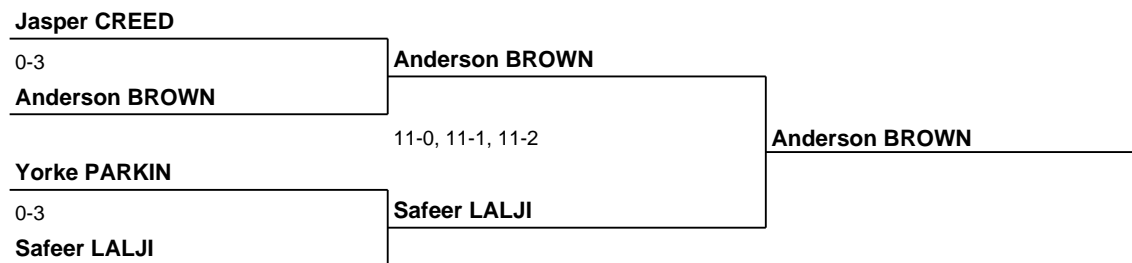 Jasper CREED
0-3
Anderson BROWN
Anderson BROWN
11-0, 11-1, 11-2
Anderson BROWN
Yorke PARKIN
0-3
Safeer LALJI
Safeer LALJI